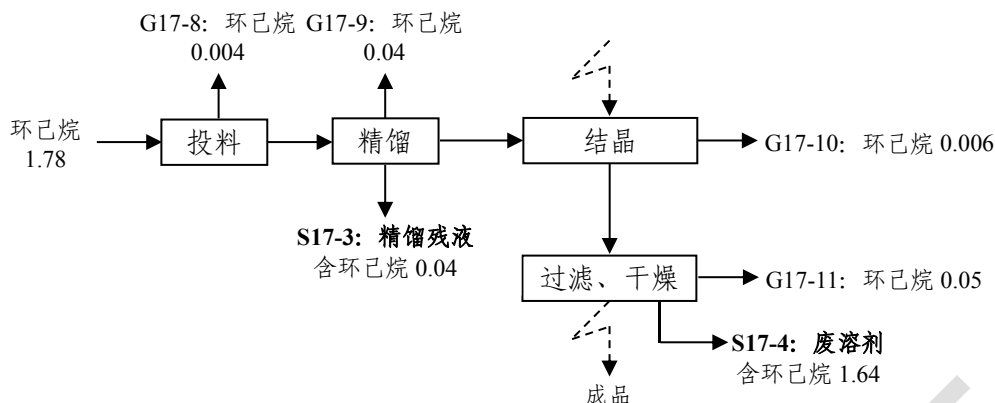 G17-8：环己烷
0.004
G17-9：环己烷
0.04
环己烷
1.78
投料
精馏
结晶
G17-10：环己烷 0.006
S17-3：精馏残液
含环己烷 0.04
过滤、干燥
G17-11：环己烷 0.05
S17-4：废溶剂
含环己烷 1.64
成品